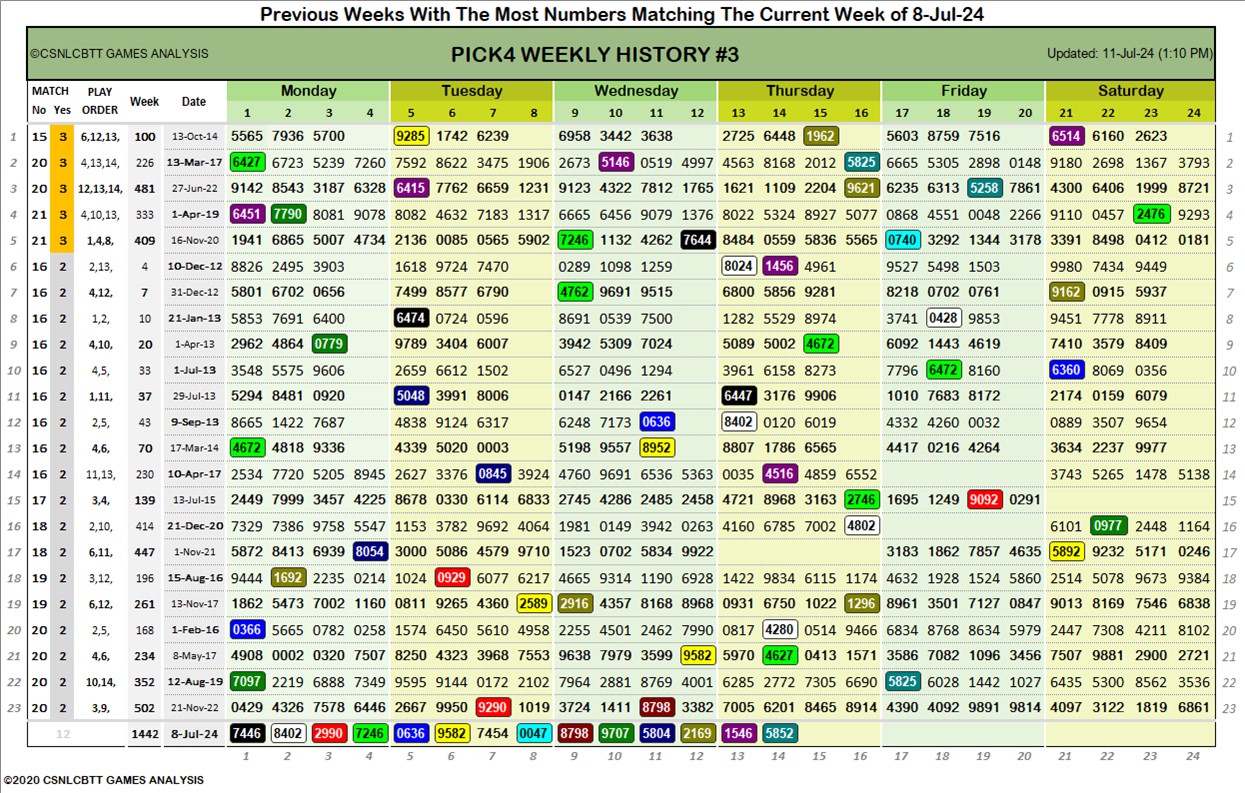 Previous Weeks With The Most Numbers Matching The Current Week of 8-Jul-24
©CSNLCBTT GAMES ANALYSIS PICK4 WEEKLY HISTORY #3 Updated: 11-Jul-24 (1:10 PM)
MATCH PLAY Week Date Monday Tuesday Wednesday Thursday Friday Saturday
No Yes ORDER 1 2 3 4 5 6 7 8 9 10 11 12 13 14 15 16 17 18 19 20 21 22 23 24
1 15 3 6,12,13, 100 13-Oct-14 5565 7936 5700 9285 1742 6239 6958 3442 3638 2725 6448 1962 5603 8759 7516 6514 6160 2623 1
2 20 3 4,13,14, 226 13-Mar-17 6427 6723 5239 7260 7592 8622 3475 1906 2673 5146 0519 4997 4563 8168 2012 5825 6665 5305 2898 0148 9180 2698 1367 3793 2
3 20 3 12,13,14, 481 27-Jun-22 9142 8543 3187 6328 6415 7762 6659 1231 9123 4322 7812 1765 1621 1109 2204 9621 6235 6313 5258 7861 4300 6406 1999 8721 3
4 21 3 4,10,13, 333 1-Apr-19 6451 7790 8081 9078 8082 4632 7183 1317 6665 6456 9079 1376 8022 5324 8927 5077 0868 4551 0048 2266 9110 0457 2476 9293 4
5 21 3 1,4,8, 409 16-Nov-20 1941 6865 5007 4734 2136 0085 0565 5902 7246 1132 4262 7644 8484 0559 5836 5565 0740 3292 1344 3178 3391 8498 0412 0181 5
6 16 2 2,13, 4 10-Dec-12 8826 2495 3903 1618 9724 7470 0289 1098 1259 8024 1456 4961 9527 5498 1503 9980 7434 9449 6
7 16 2 4,12, 7 31-Dec-12 5801 6702 0656 7499 8577 6790 4762 9691 9515 6800 5856 9281 8218 0702 0761 9162 0915 5937 7
8 16 2 1,2, 10 21-Jan-13 5853 7691 6400 6474 0724 0596 8691 0539 7500 1282 5529 8974 3741 0428 9853 9451 7778 8911 8
9 16 2 4,10, 20 1-Apr-13 2962 4864 0779 9789 3404 6007 3942 5309 7024 5089 5002 4672 6092 1443 4619 7410 3579 8409 9
10 16 2 4,5, 33 1-Jul-13 3548 5575 9606 2659 6612 1502 6527 0496 1294 3961 6158 8273 7796 6472 8160 6360 8069 0356 10
11 16 2 1,11, 37 29-Jul-13 5294 8481 0920 5048 3991 8006 0147 2166 2261 6447 3176 9906 1010 7683 8172 2174 0159 6079 11
12 16 2 2,5, 43 9-Sep-13 8665 1422 7687 4838 9124 6317 6248 7173 0636 8402 0120 6019 4332 4260 0032 0889 3507 9654 12
13 16 2 4,6, 70 17-Mar-14 4672 4818 9336 4339 5020 0003 5198 9557 8952 8807 1786 6565 4417 0216 4264 3634 2237 9977 13
14 16 2 11,13, 230 10-Apr-17 2534 7720 5205 8945 2627 3376 0845 3924 4760 9691 6536 5363 0035 4516 4859 6552 3743 5265 1478 5138 14
15 17 2 3,4, 139 13-Jul-15 2449 7999 3457 4225 8678 0330 6114 6833 2745 4286 2485 2458 4721 8968 3163 2746 1695 1249 9092 0291 15
16 18 2 2,10, 414 21-Dec-20 7329 7386 9758 5547 1153 3782 9692 4064 1981 0149 3942 0263 4160 6785 7002 4802 6101 0977 2448 1164 16
17 18 2 6,11, 447 1-Nov-21 5872 8413 6939 8054 3000 5086 4579 9710 1523 0702 5834 9922 3183 1862 7857 4635 5892 9232 5171 0246 17
18 19 2 3,12, 196 15-Aug-16 9444 1692 2235 0214 1024 0929 6077 6217 4665 9314 1190 6928 1422 9834 6115 1174 4632 1928 1524 5860 2514 5078 9673 9384 18
19 19 2 6,12, 261 13-Nov-17 1862 5473 7002 1160 0811 9265 4360 2589 2916 4357 8168 8968 0931 6750 1022 1296 8961 3501 7127 0847 9013 8169 7546 6838 19
20 20 2 2,5, 168 1-Feb-16 0366 5665 0782 0258 1574 6450 5610 4958 2255 4501 2463 7990 0817 4280 0514 9466 6834 8768 8634 5979 2447 7308 4211 8102 20
21 20 2 4,6, 234 8-May-17 4908 0002 0320 7507 8250 4323 3968 7553 9638 7979 3599 9582 5970 4627 0413 1571 3586 7082 1096 3456 7507 9881 2900 2721 21
22 20 2 10,14, 352 12-Aug-19 7097 2219 6888 7349 9595 9144 0172 2102 7964 2881 8769 4001 6285 2772 7305 6690 5825 6028 1442 1027 6435 5300 8562 3536 22
23 20 2 3,9, 502 21-Nov-22 0429 4326 7578 6446 2667 9950 9290 1019 3724 1411 8798 3382 7005 6201 8465 8914 4390 4092 9891 9814 4097 3122 1819 6861 23
12 1442 8-Jul-24 7446 8402 2990 7246 0636 9582 7454 0047 8798 9707 5804 2169 1546 5852
1 2 3 4 5 6 7 8 9 10 11 12 13 14 15 16 17 18 19 20 21 22 23 24
©2020 CSNLCBTT GAMES ANALYSIS